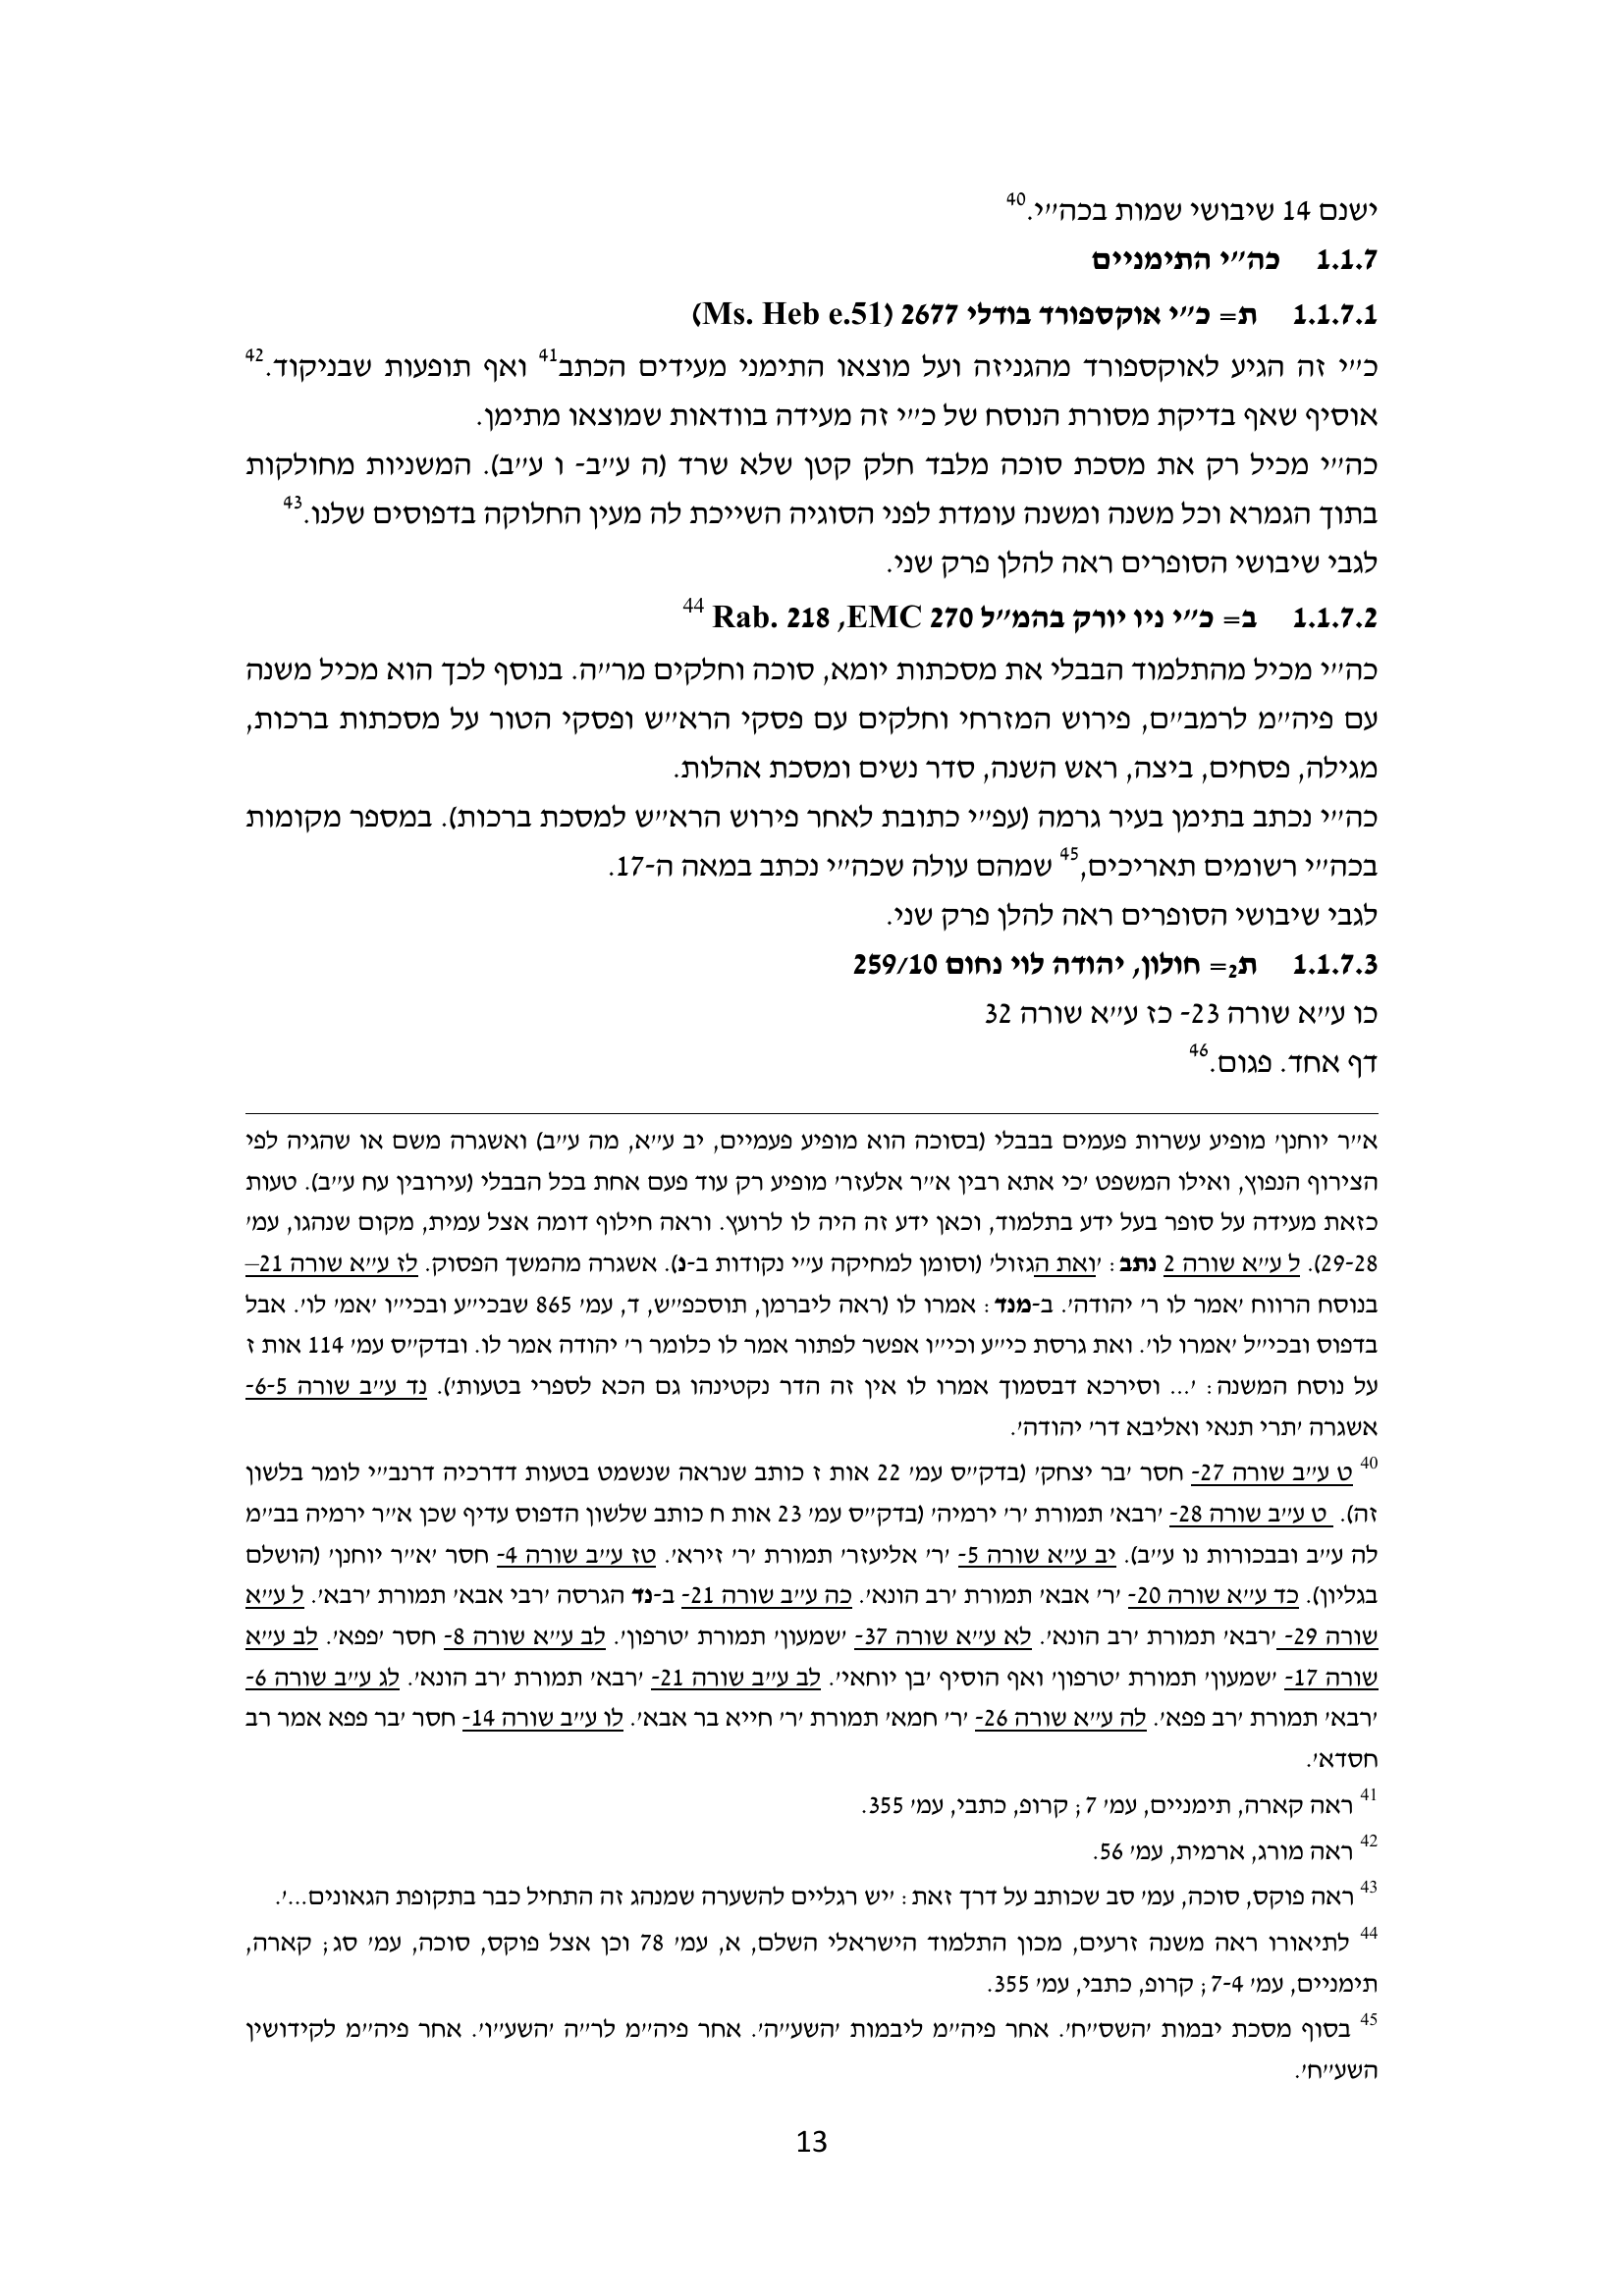 ישנם 14 שיבושי שמות בכה״י.40
1.1.7 כה״י התימניים
1.1.7.1 ת= כ״י אוקספורד בודלי 2677 (Ms. Heb e.51)
כ״י זה הגיע לאוקספורד מהגניזה ועל מוצאו התימני מעידים הכתב41 ואף תופעות שבניקוד.42
אוסיף שאף בדיקת מסורת הנוסח של כ״י זה מעידה בוודאות שמוצאו מתימן.
כה״י מכיל רק את מסכת סוכה מלבד חלק קטן שלא שרד (ה ע״ב- ו ע״ב). המשניות מחולקות
בתוך הגמרא וכל משנה ומשנה עומדת לפני הסוגיה השייכת לה מעין החלוקה בדפוסים שלנו.43
לגבי שיבושי הסופרים ראה להלן פרק שני.
1.1.7.2 ב= כ״י ניו יורק בהמ״ל Rab. 218 ,EMC 270 44
כה״י מכיל מהתלמוד הבבלי את מסכתות יומא, סוכה וחלקים מר״ה. בנוסף לכך הוא מכיל משנה
עם פיה״מ לרמב״ם, פירוש המזרחי וחלקים עם פסקי הרא״ש ופסקי הטור על מסכתות ברכות,
מגילה, פסחים, ביצה, ראש השנה, סדר נשים ומסכת אהלות.
כה״י נכתב בתימן בעיר גרמה (עפ״י כתובת לאחר פירוש הרא״ש למסכת ברכות). במספר מקומות
בכה״י רשומים תאריכים,45 שמהם עולה שכה״י נכתב במאה ה-17.
לגבי שיבושי הסופרים ראה להלן פרק שני.
1.1.7.3 ת2= חולון, יהודה לוי נחום 259/10
כו ע״א שורה 23- כז ע״א שורה 32
דף אחד. פגום.46
א״ר יוחנן׳ מופיע עשרות פעמים בבבלי (בסוכה הוא מופיע פעמיים, יב ע״א, מה ע״ב) ואשגרה משם או שהגיה לפי
הצירוף הנפוץ, ואילו המשפט ׳כי אתא רבין א״ר אלעזר׳ מופיע רק עוד פעם אחת בכל הבבלי (עירובין עח ע״ב). טעות
כזאת מעידה על סופר בעל ידע בתלמוד, וכאן ידע זה היה לו לרועץ. וראה חילוף דומה אצל עמית, מקום שנהגו, עמ׳
29-28). ל ע״א שורה 2 נתב: ׳ואת הגזול׳ (וסומן למחיקה ע״י נקודות ב-נ). אשגרה מהמשך הפסוק. לז ע״א שורה 21–
בנוסח הרווח ׳אמר לו ר׳ יהודה׳. ב-מנד: אמרו לו (ראה ליברמן, תוסכפ״ש, ד, עמ׳ 865 שבכי״ע ובכי״ו ׳אמ׳ לו׳. אבל
בדפוס ובכי״ל ׳אמרו לו׳. ואת גרסת כי״ע וכי״ו אפשר לפתור אמר לו כלומר ר׳ יהודה אמר לו. ובדק״ס עמ׳ 114 אות ז
על נוסח המשנה: ׳... וסירכא דבסמוך אמרו לו אין זה הדר נקטינהו גם הכא לספרי בטעות׳). נד ע״ב שורה 6-5-
אשגרה ׳תרי תנאי ואליבא דר׳ יהודה׳.
40 ט ע״ב שורה 27- חסר ׳בר יצחק׳ (בדק״ס עמ׳ 22 אות ז כותב שנראה שנשמט בטעות דדרכיה דרנב״י לומר בלשון
זה). ט ע״ב שורה 28- ׳רבא׳ תמורת ׳ר׳ ירמיה׳ (בדק״ס עמ׳ 23 אות ח כותב שלשון הדפוס עדיף שכן א״ר ירמיה בב״מ
לה ע״ב ובבכורות נו ע״ב). יב ע״א שורה 5- ׳ר׳ אליעזר׳ תמורת ׳ר׳ זירא׳. טז ע״ב שורה 4- חסר ׳א״ר יוחנן׳ (הושלם
בגליון). כד ע״א שורה 20- ׳ר׳ אבא׳ תמורת ׳רב הונא׳. כה ע״ב שורה 21- ב-נד הגרסה ׳רבי אבא׳ תמורת ׳רבא׳. ל ע״א
שורה 29- ׳רבא׳ תמורת ׳רב הונא׳. לא ע״א שורה 37- ׳שמעון׳ תמורת ׳טרפון׳. לב ע״א שורה 8- חסר ׳פפא׳. לב ע״א
שורה 17- ׳שמעון׳ תמורת ׳טרפון׳ ואף הוסיף ׳בן יוחאי׳. לב ע״ב שורה 21- ׳רבא׳ תמורת ׳רב הונא׳. לג ע״ב שורה 6-
׳רבא׳ תמורת ׳רב פפא׳. לה ע״א שורה 26- ׳ר׳ חמא׳ תמורת ׳ר׳ חייא בר אבא׳. לו ע״ב שורה 14- חסר ׳בר פפא אמר רב
חסדא׳.
41 ראה קארה, תימניים, עמ׳ 7; קרופ, כתבי, עמ׳ 355.
42 ראה מורג, ארמית, עמ׳ 56.
43 ראה פוקס, סוכה, עמ׳ סב שכותב על דרך זאת: ׳יש רגליים להשערה שמנהג זה התחיל כבר בתקופת הגאונים...׳.
44 לתיאורו ראה משנה זרעים, מכון התלמוד הישראלי השלם, א, עמ׳ 78 וכן אצל פוקס, סוכה, עמ׳ סג; קארה,
תימניים, עמ׳ 7-4; קרופ, כתבי, עמ׳ 355.
45 בסוף מסכת יבמות ׳השס״ח׳. אחר פיה״מ ליבמות ׳השע״ה׳. אחר פיה״מ לר״ה ׳השע״ו׳. אחר פיה״מ לקידושין
השע״ח׳.
13